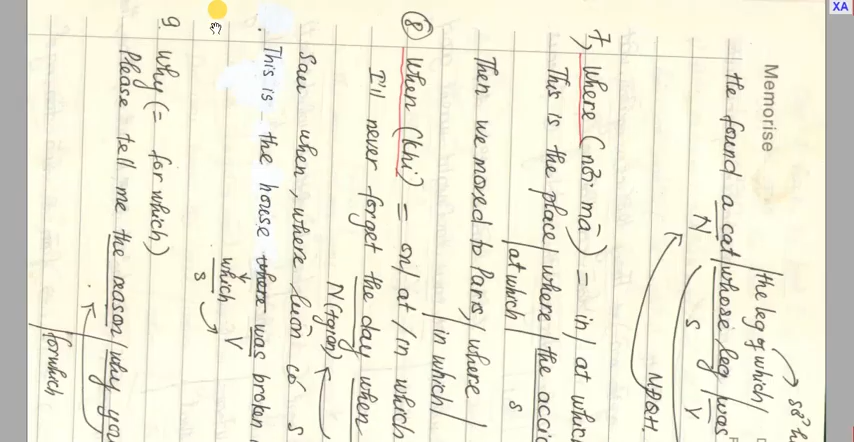 Memorise
the leg of which
He found a cat / whose leg / was
N S V
MĐQH
7, Where (nơi mà) = in / at which
This is the place / where / the acci
at which S
Then we moved to Paris / where /
in which
8 When (khi) = on / at / in which
I'll never forget the day when
N (tgian)
Sau when, where luôn có S
This is the house where was broken
which V
S
9. Why (= for which)
Please tell me the reason / why you
for which
XA